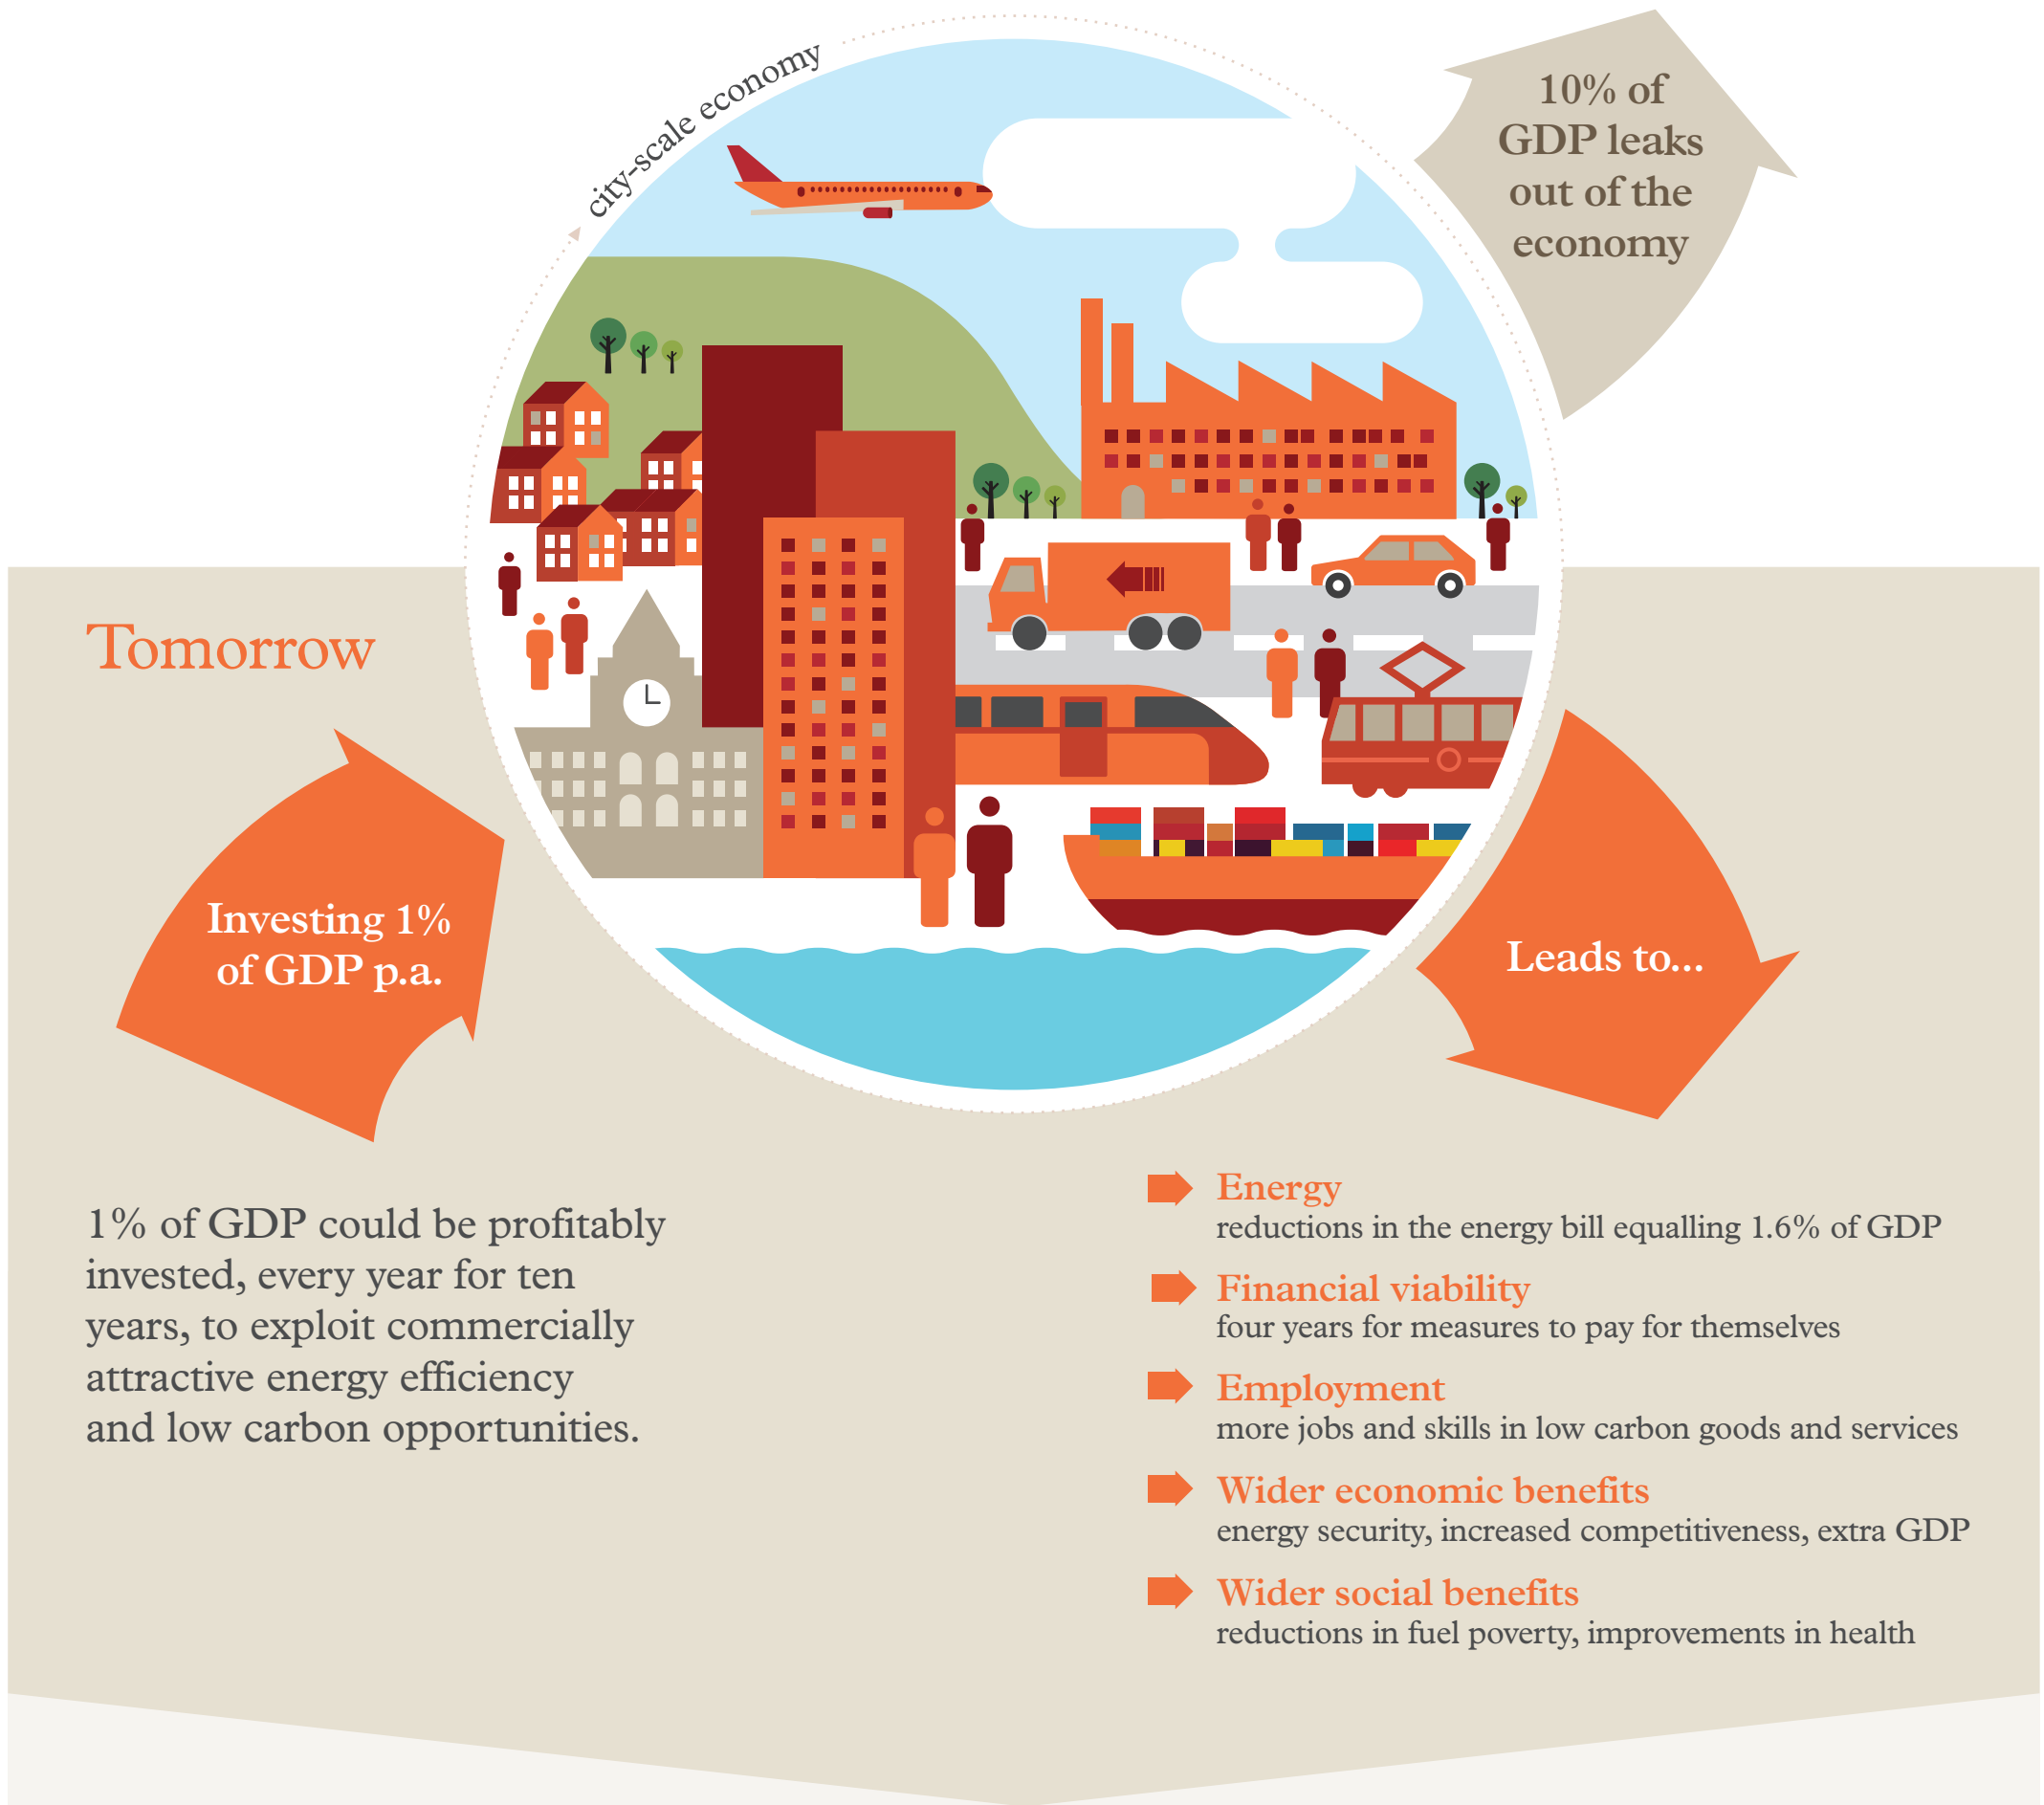 city-scale economy
10% of
GDP leaks
out of the
economy
Tomorrow
Investing 1%
of GDP p.a.
Leads to...
1% of GDP could be profitably
invested, every year for ten
years, to exploit commercially
attractive energy efficiency
and low carbon opportunities.
Energy
reductions in the energy bill equalling 1.6% of GDP
Financial viability
four years for measures to pay for themselves
Employment
more jobs and skills in low carbon goods and services
Wider economic benefits
energy security, increased competitiveness, extra GDP
Wider social benefits
reductions in fuel poverty, improvements in health